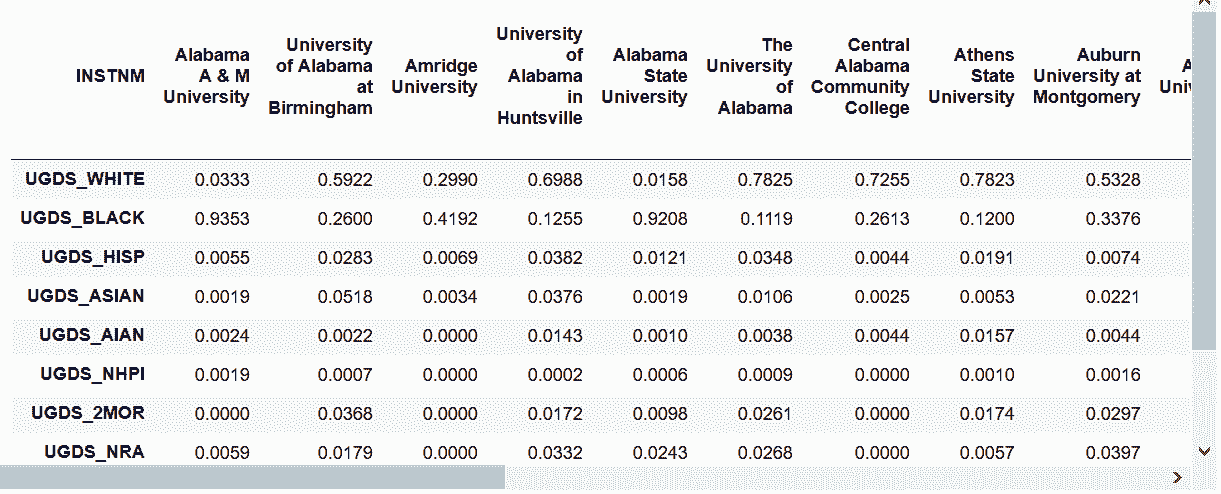 INSTNM Alabama A & M University University of Alabama at Birmingham Amridge University University of Alabama in Huntsville Alabama State University The University of Alabama Central Alabama Community College Athens State University Auburn University at Montgomery
UGDS_WHITE 0.0333 0.5922 0.2990 0.6988 0.0158 0.7825 0.7255 0.7823 0.5328
UGDS_BLACK 0.9353 0.2600 0.4192 0.1255 0.9208 0.1119 0.2613 0.1200 0.3376
UGDS_HISP 0.0055 0.0283 0.0069 0.0382 0.0121 0.0348 0.0044 0.0191 0.0074
UGDS_ASIAN 0.0019 0.0518 0.0034 0.0376 0.0019 0.0106 0.0025 0.0053 0.0221
UGDS_AIAN 0.0024 0.0022 0.0000 0.0143 0.0010 0.0038 0.0044 0.0157 0.0044
UGDS_NHPI 0.0019 0.0007 0.0000 0.0002 0.0006 0.0009 0.0000 0.0010 0.0016
UGDS_2MOR 0.0000 0.0368 0.0000 0.0172 0.0098 0.0261 0.0000 0.0174 0.0297
UGDS_NRA 0.0059 0.0179 0.0000 0.0332 0.0243 0.0268 0.0000 0.0057 0.0397